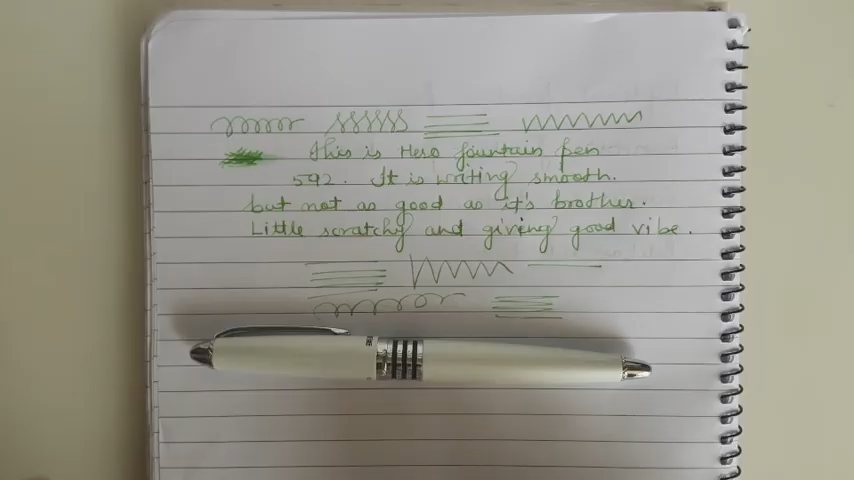 This is Hero fountain pen
592. It is writing smooth.
but not as good as it's brother.
Little scratchy and giving good vibe.